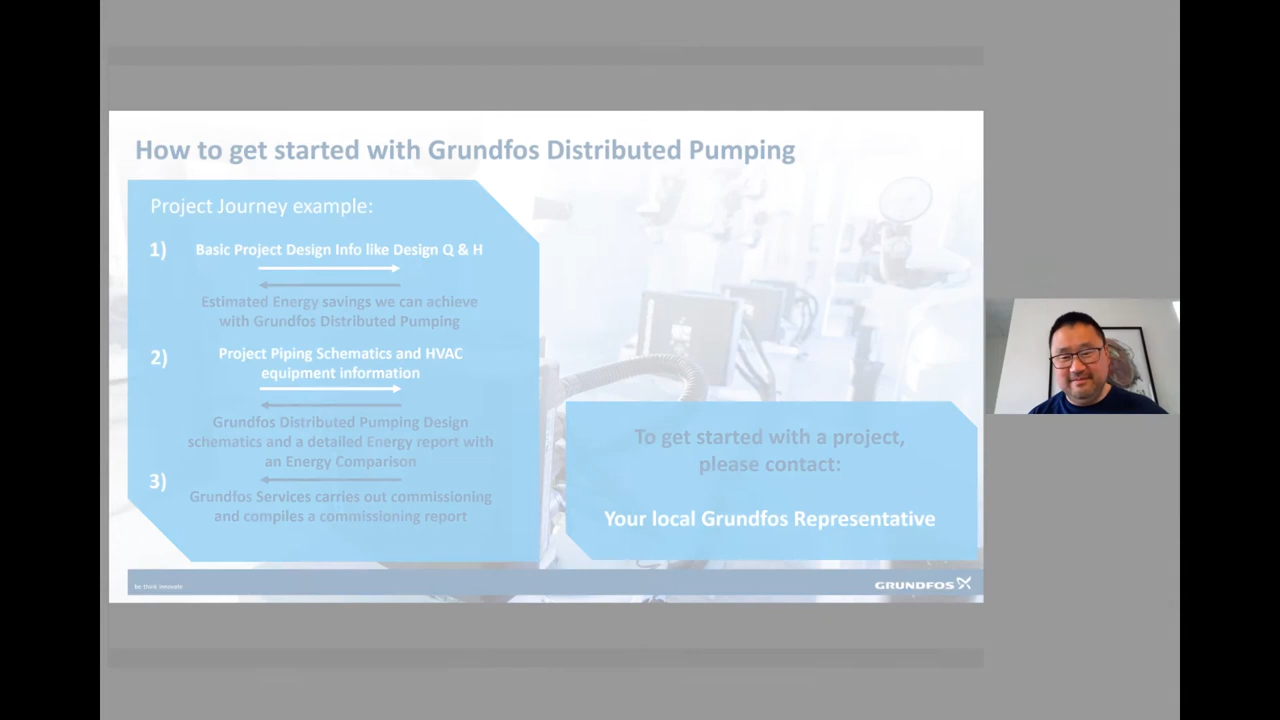 How to get started with Grundfos Distributed Pumping
Project Journey example:
1)
Basic Project Design Info like Design Q & H
Estimated Energy savings we can achieve
with Grundfos Distributed Pumping
2)
Project Piping Schematics and HVAC
equipment information
Grundfos Distributed Pumping Design
schematics and a detailed Energy report with
an Energy Comparison
3)
Grundfos Services carries out commissioning
and compiles a commissioning report
To get started with a project,
please contact:
Your local Grundfos Representative
be think innovate
GRUNDFOS